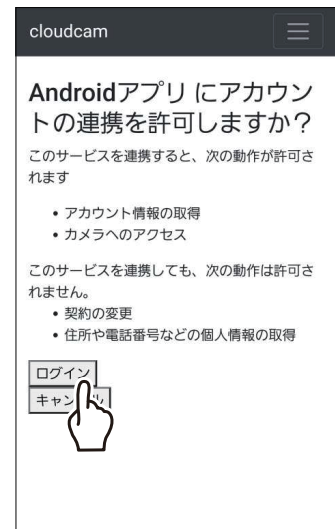 cloudcam
Androidアプリ にアカウン
トの連携を許可しますか？
このサービスを連携すると、次の動作が許可さ
れます
• アカウント情報の取得
• カメラへのアクセス
このサービスを連携しても、次の動作は許可さ
れません。
• 契約の変更
• 住所や電話番号などの個人情報の取得
ログイン
キャンセル